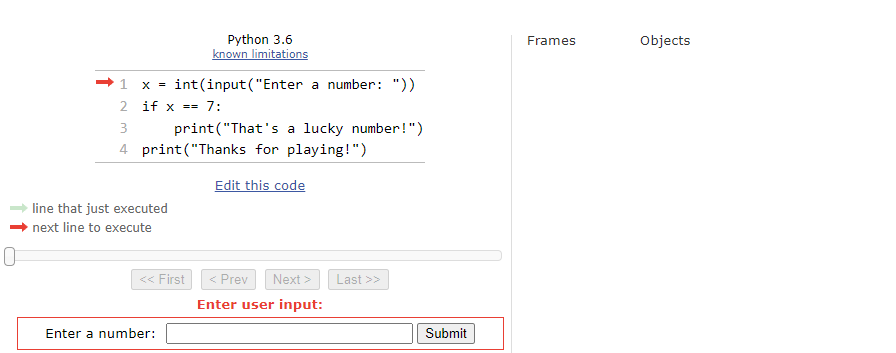 Python 3.6
known limitations
1 x = int(input("Enter a number: "))
2 if x == 7:
3     print("That's a lucky number!")
4 print("Thanks for playing!")
Edit this code
line that just executed
next line to execute
<< First < Prev Next > Last >>
Enter user input:
Enter a number: Submit
Frames Objects